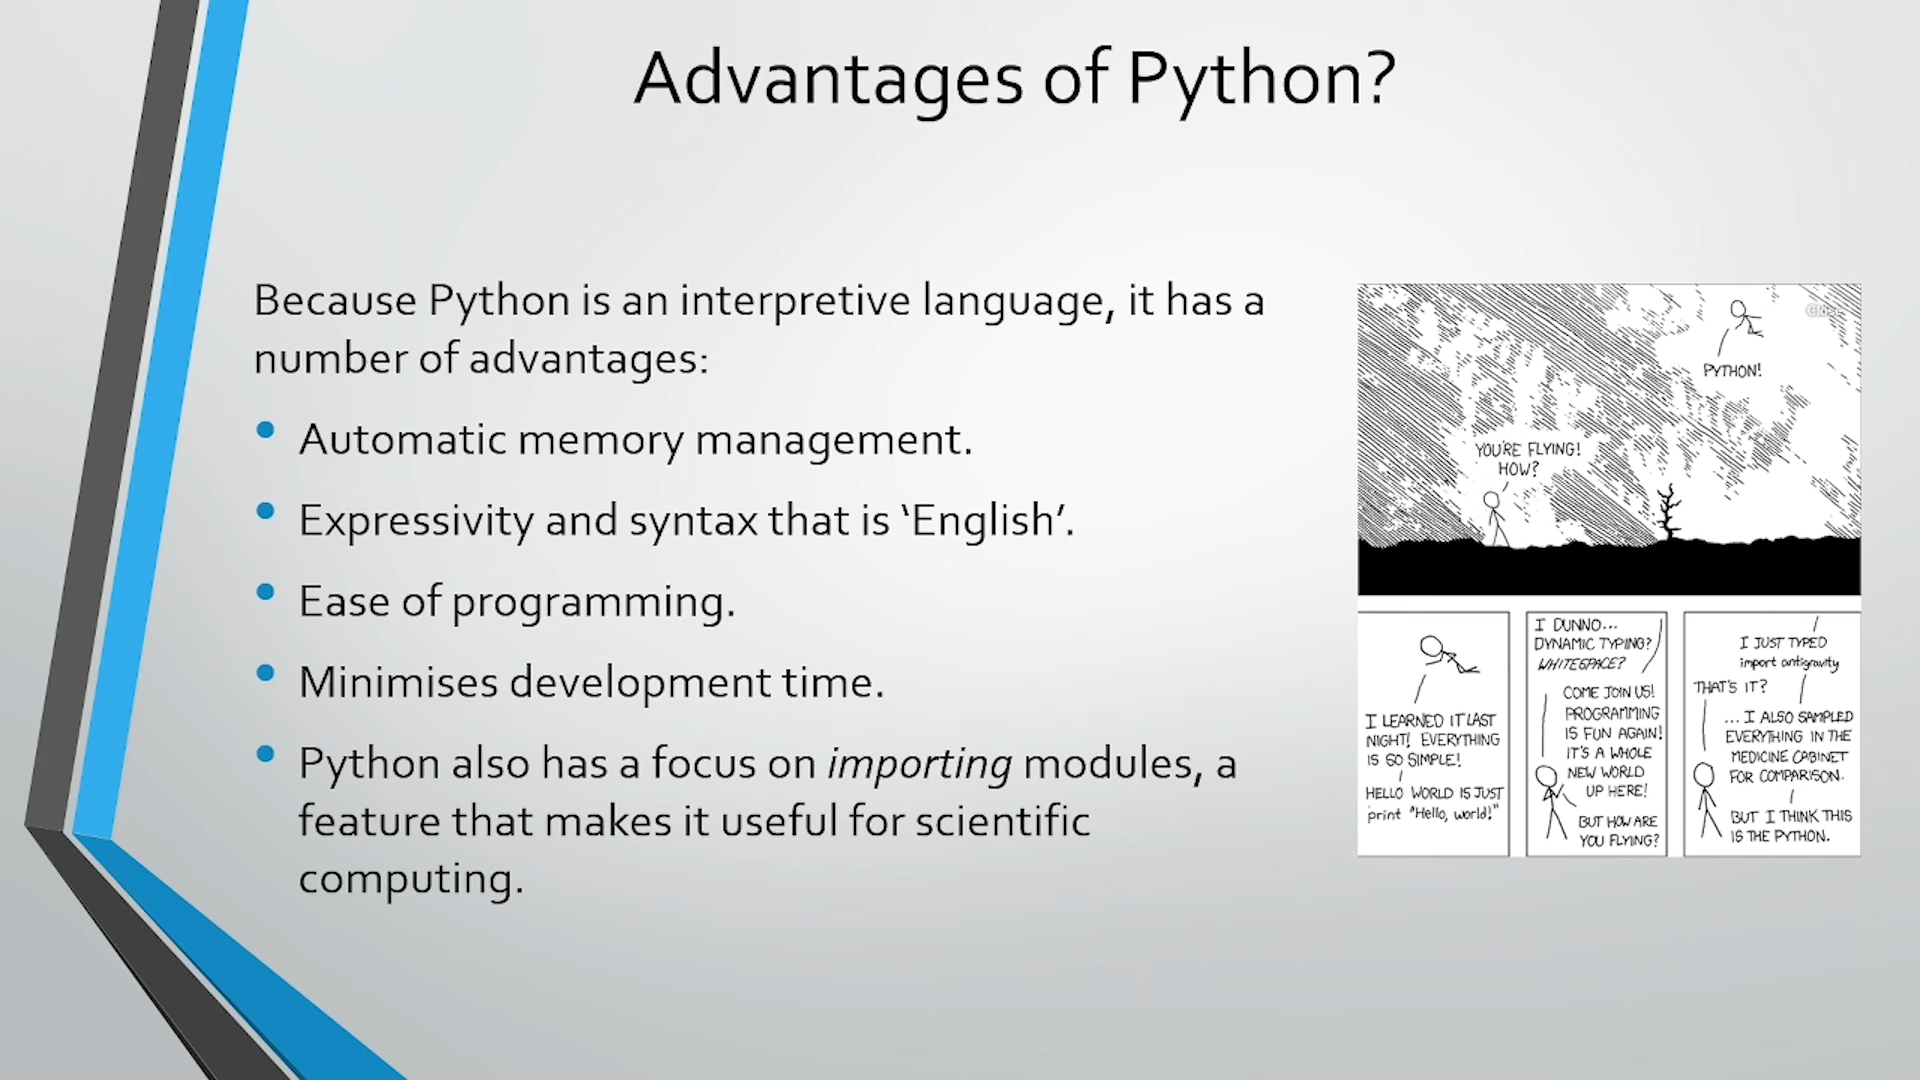 Advantages of Python?
Because Python is an interpretive language, it has a
number of advantages:
• Automatic memory management.
• Expressivity and syntax that is ‘English’.
• Ease of programming.
• Minimises development time.
• Python also has a focus on importing modules, a
feature that makes it useful for scientific
computing.
Close
PYTHON!
YOU'RE FLYING!
HOW?
I LEARNED IT LAST
NIGHT! EVERYTHING
IS SO SIMPLE!
HELLO WORLD IS JUST
print "Hello, world!"
I DUNNO...
DYNAMIC TYPING?
WHITESPACE?
COME JOIN US!
PROGRAMMING
IS FUN AGAIN!
IT'S A WHOLE
NEW WORLD
UP HERE!
BUT HOW ARE
YOU FLYING?
I JUST TYPED
import antigravity
THAT'S IT?
... I ALSO SAMPLED
EVERYTHING IN THE
MEDICINE CABINET
FOR COMPARISON.
BUT I THINK THIS
IS THE PYTHON.